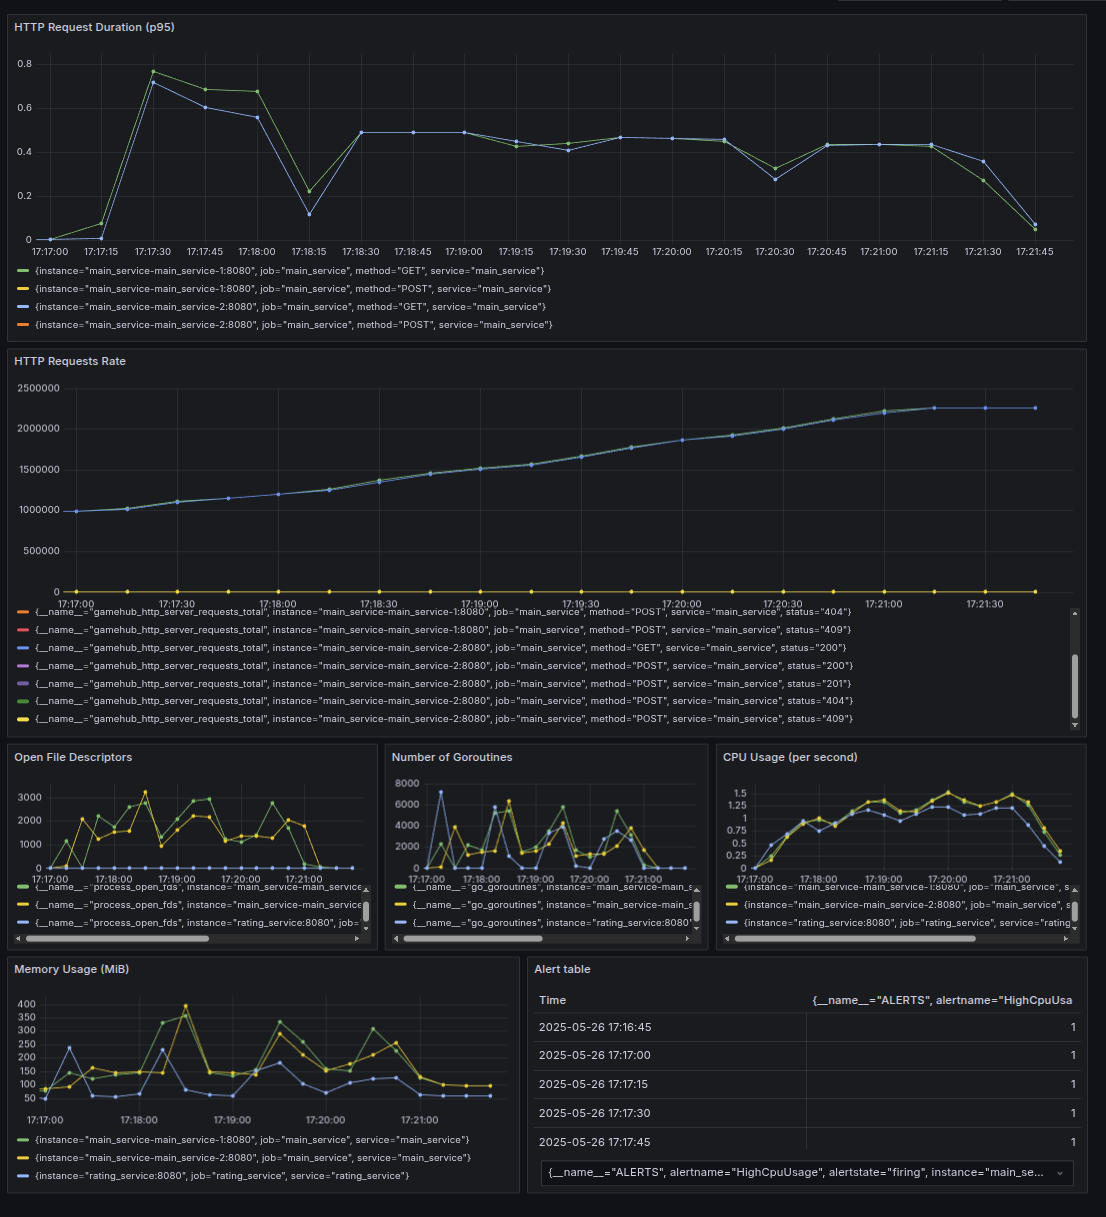 HTTP Request Duration (p95)
0.8
0.6
0.4
0.2
0
17:17:00 17:17:15 17:17:30 17:17:45 17:18:00 17:18:15 17:18:30 17:18:45 17:19:00 17:19:15 17:19:30 17:19:45 17:20:00 17:20:15 17:20:30 17:20:45 17:21:00 17:21:15 17:21:30 17:21:45
{instance="main_service-main_service-1:8080", job="main_service", method="GET", service="main_service"}
{instance="main_service-main_service-1:8080", job="main_service", method="POST", service="main_service"}
{instance="main_service-main_service-2:8080", job="main_service", method="GET", service="main_service"}
{instance="main_service-main_service-2:8080", job="main_service", method="POST", service="main_service"}
HTTP Requests Rate
2500000
2000000
1500000
1000000
500000
0
17:17:00 17:17:30 17:18:00 17:18:30 17:19:00 17:19:30 17:20:00 17:20:30 17:21:00 17:21:30
{__name__="gamehub_http_server_requests_total", instance="main_service-main_service-1:8080", job="main_service", method="POST", service="main_service", status="404"}
{__name__="gamehub_http_server_requests_total", instance="main_service-main_service-1:8080", job="main_service", method="POST", service="main_service", status="409"}
{__name__="gamehub_http_server_requests_total", instance="main_service-main_service-2:8080", job="main_service", method="GET", service="main_service", status="200"}
{__name__="gamehub_http_server_requests_total", instance="main_service-main_service-2:8080", job="main_service", method="POST", service="main_service", status="200"}
{__name__="gamehub_http_server_requests_total", instance="main_service-main_service-2:8080", job="main_service", method="POST", service="main_service", status="201"}
{__name__="gamehub_http_server_requests_total", instance="main_service-main_service-2:8080", job="main_service", method="POST", service="main_service", status="404"}
{__name__="gamehub_http_server_requests_total", instance="main_service-main_service-2:8080", job="main_service", method="POST", service="main_service", status="409"}
Open File Descriptors
3000
2000
1000
0
17:17:00 17:18:00 17:19:00 17:20:00 17:21:00
{__name__="process_open_fds", instance="main_service-main_service
{__name__="process_open_fds", instance="main_service-main_service
{__name__="process_open_fds", instance="rating_service:8080", job=
Number of Goroutines
8000
6000
4000
2000
0
17:17:00 17:18:00 17:19:00 17:20:00 17:21:00
{__name__="go_goroutines", instance="main_service-main_s
{__name__="go_goroutines", instance="main_service-main_s
{__name__="go_goroutines", instance="rating_service:8080"
CPU Usage (per second)
1.5
1.25
1
0.75
0.5
0.25
0
17:17:00 17:18:00 17:19:00 17:20:00 17:21:00
{instance="main_service-main_service-1:8080", job="main_service", s
{instance="main_service-main_service-2:8080", job="main_service", s
{instance="rating_service:8080", job="rating_service", service="rating
Memory Usage (MiB)
400
350
300
250
200
150
100
50
17:17:00 17:18:00 17:19:00 17:20:00 17:21:00
{instance="main_service-main_service-1:8080", job="main_service", service="main_service"}
{instance="main_service-main_service-2:8080", job="main_service", service="main_service"}
{instance="rating_service:8080", job="rating_service", service="rating_service"}
Alert table
Time {__name__="ALERTS", alertname="HighCpuUsa
2025-05-26 17:16:45 1
2025-05-26 17:17:00 1
2025-05-26 17:17:15 1
2025-05-26 17:17:30 1
2025-05-26 17:17:45 1
{__name__="ALERTS", alertname="HighCpuUsage", alertstate="firing", instance="main_se...